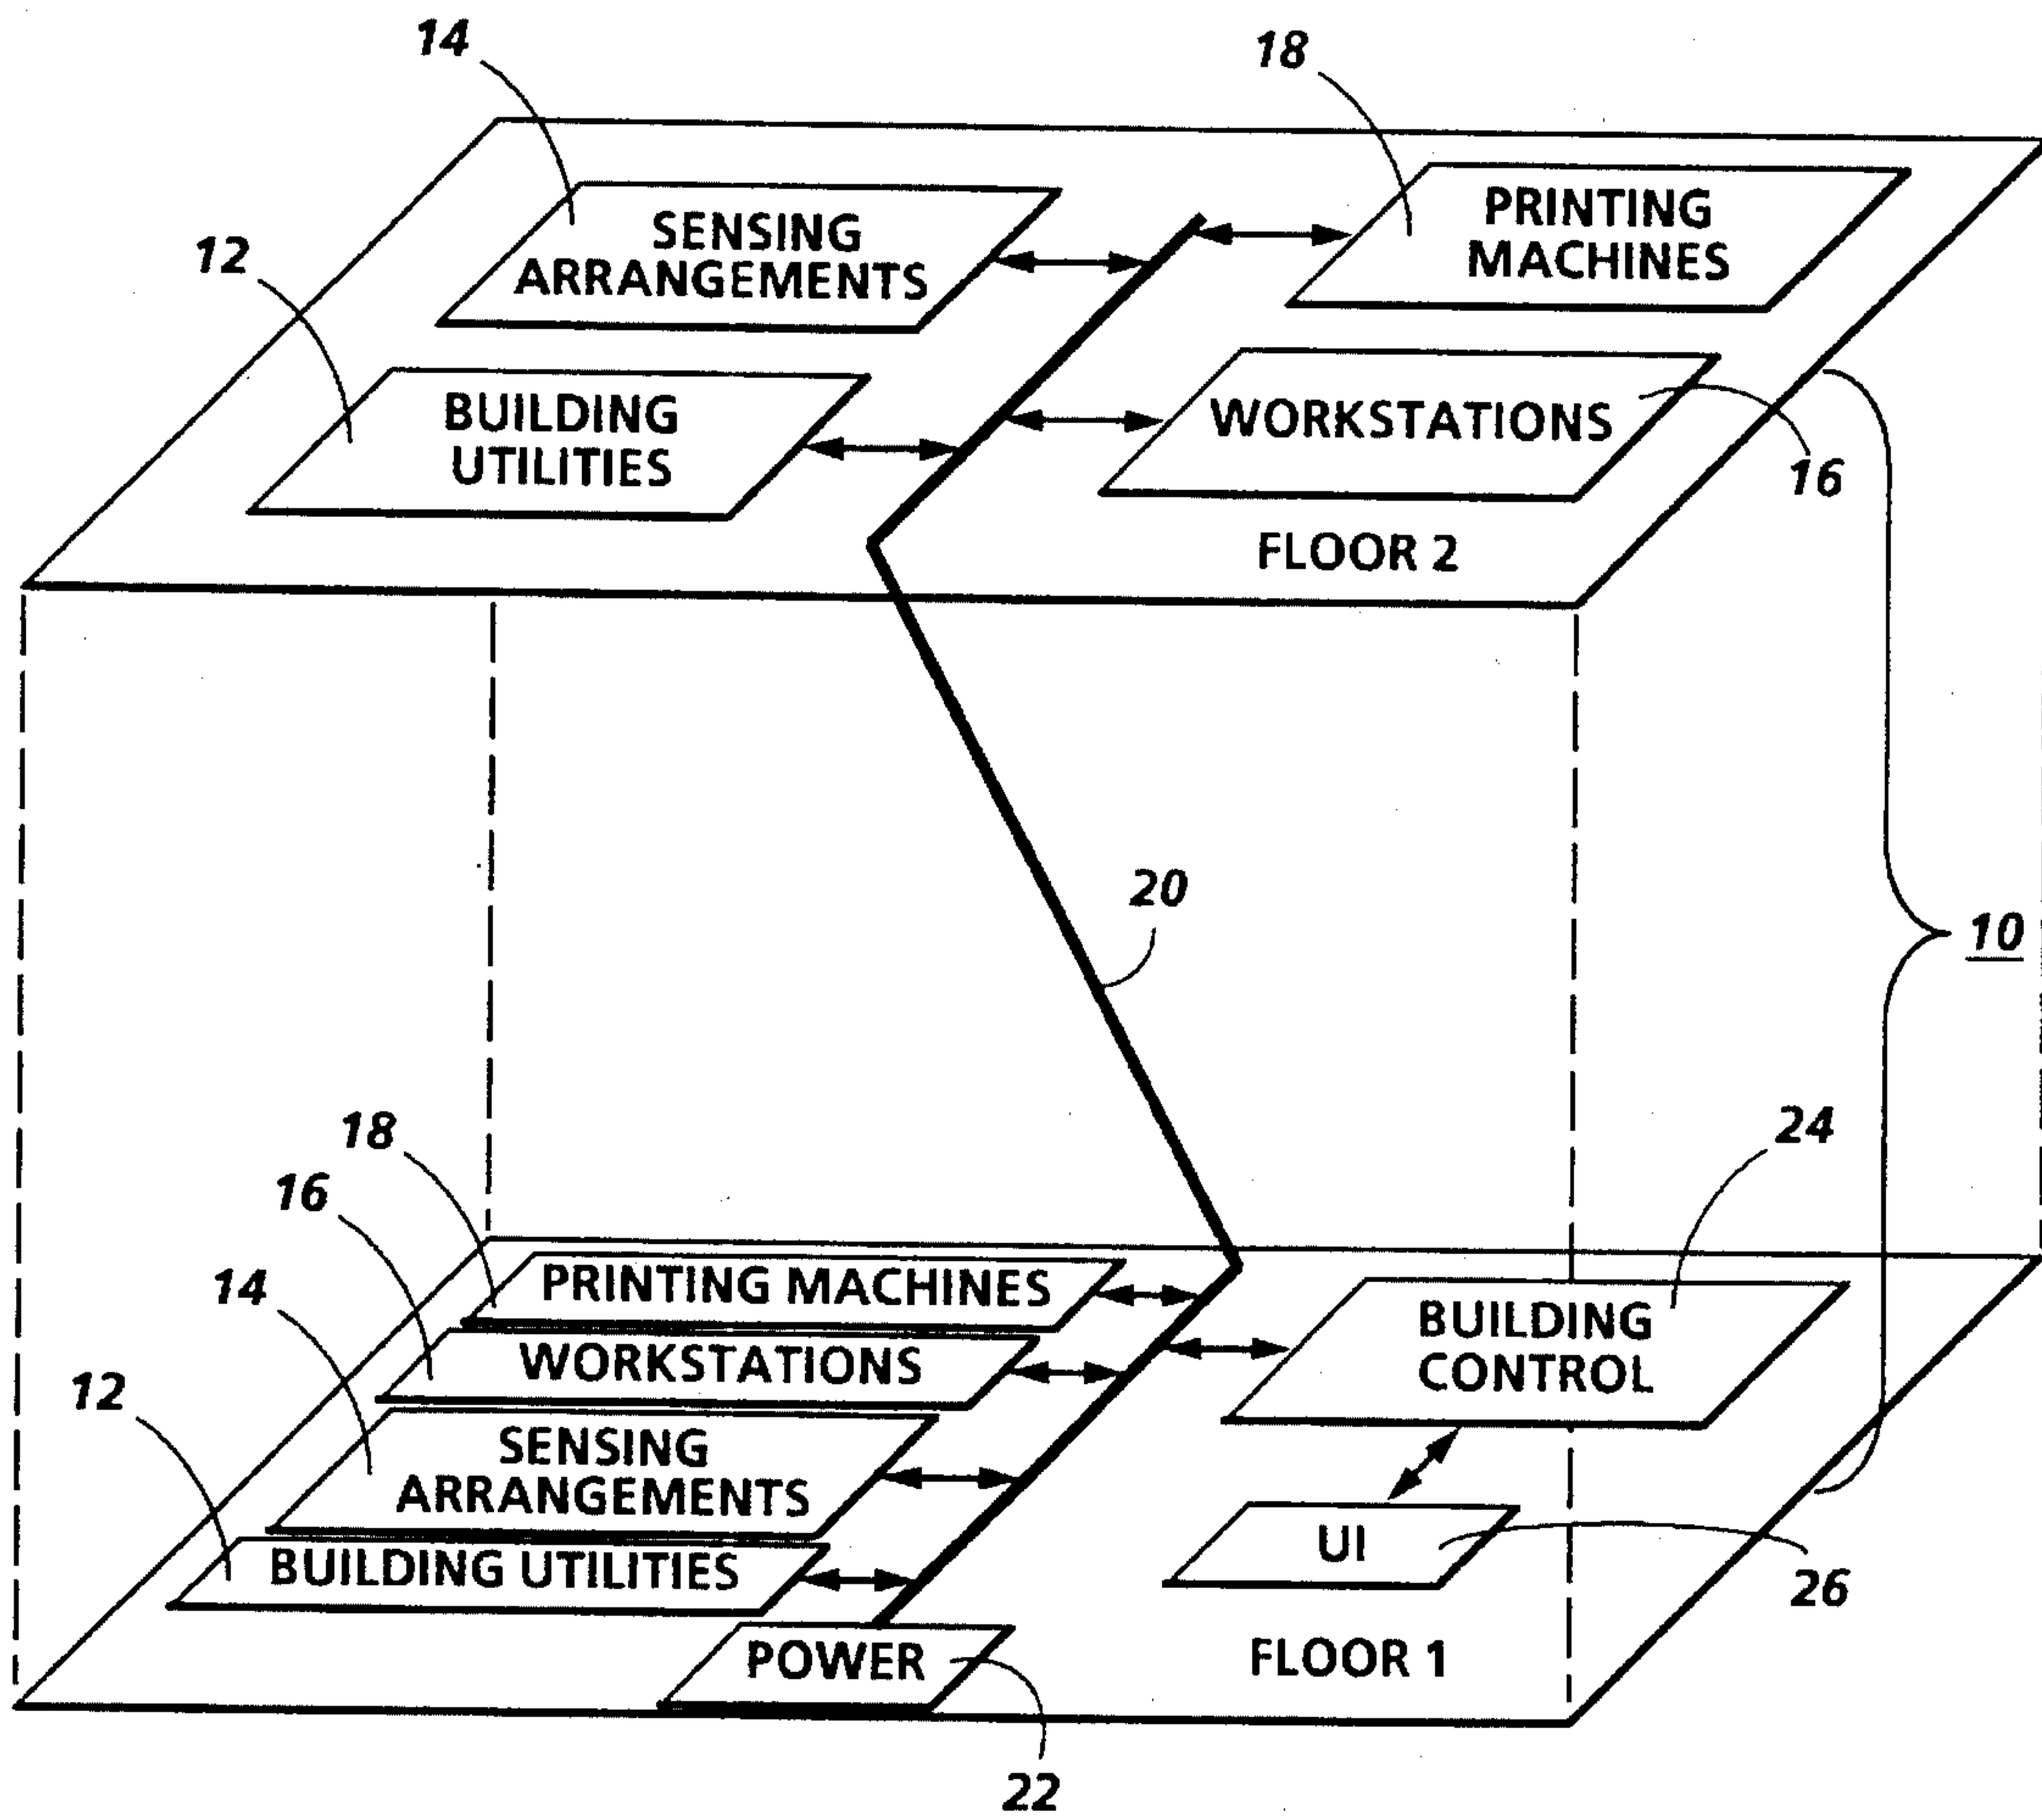 14
18
SENSING
ARRANGEMENTS
PRINTING
MACHINES
12
BUILDING
UTILITIES
WORKSTATIONS
16
FLOOR 2
20
10
18
24
16
PRINTING MACHINES
14
BUILDING
CONTROL
WORKSTATIONS
12
SENSING
ARRANGEMENTS
UI
BUILDING UTILITIES
26
POWER
FLOOR 1
22